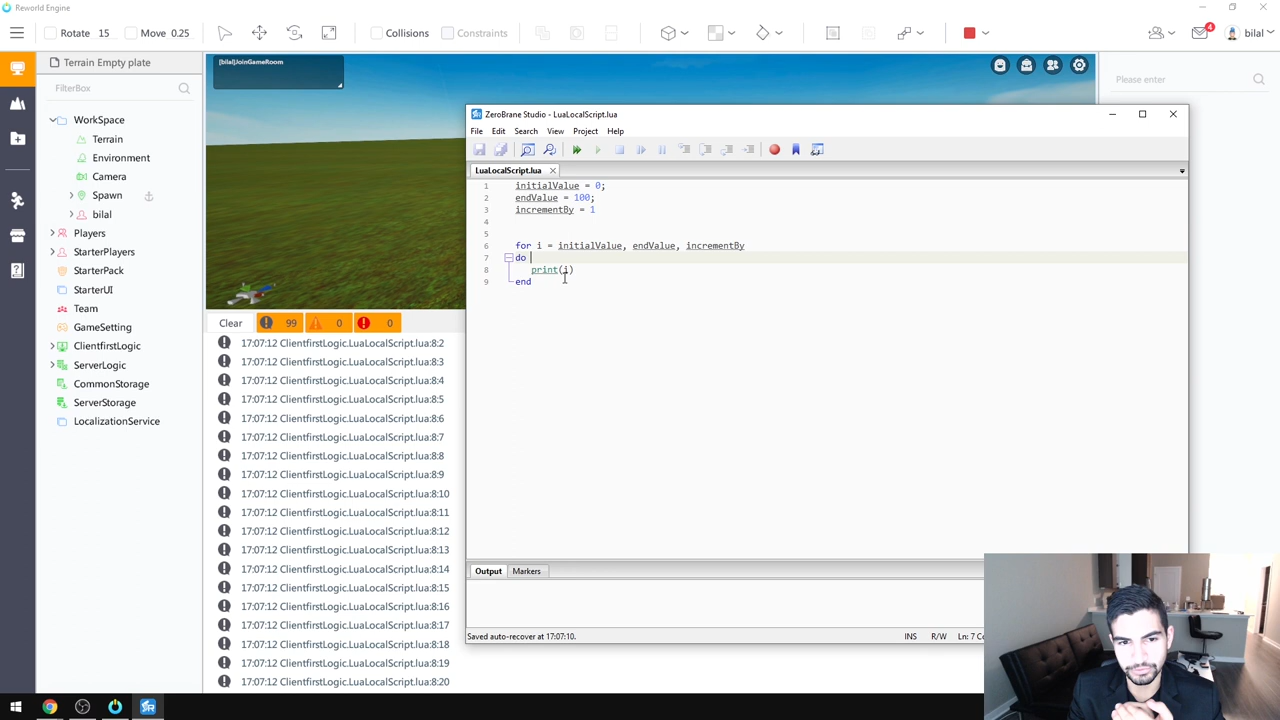 Reworld Engine
Rotate 15 Move 0.25 Collisions Constraints 4 bilal
Terrain Empty plate
FilterBox
WorkSpace
Terrain
Environment
Camera
Spawn
bilal
Players
StarterPlayers
StarterPack
StarterUI
Team
GameSetting
ClientfirstLogic
ServerLogic
CommonStorage
ServerStorage
LocalizationService
[bilal]JoinGameRoom
Please enter
Clear 99 0 0
17:07:12 ClientfirstLogic.LuaLocalScript.lua:8:2
17:07:12 ClientfirstLogic.LuaLocalScript.lua:8:3
17:07:12 ClientfirstLogic.LuaLocalScript.lua:8:4
17:07:12 ClientfirstLogic.LuaLocalScript.lua:8:5
17:07:12 ClientfirstLogic.LuaLocalScript.lua:8:6
17:07:12 ClientfirstLogic.LuaLocalScript.lua:8:7
17:07:12 ClientfirstLogic.LuaLocalScript.lua:8:8
17:07:12 ClientfirstLogic.LuaLocalScript.lua:8:9
17:07:12 ClientfirstLogic.LuaLocalScript.lua:8:10
17:07:12 ClientfirstLogic.LuaLocalScript.lua:8:11
17:07:12 ClientfirstLogic.LuaLocalScript.lua:8:12
17:07:12 ClientfirstLogic.LuaLocalScript.lua:8:13
17:07:12 ClientfirstLogic.LuaLocalScript.lua:8:14
17:07:12 ClientfirstLogic.LuaLocalScript.lua:8:15
17:07:12 ClientfirstLogic.LuaLocalScript.lua:8:16
17:07:12 ClientfirstLogic.LuaLocalScript.lua:8:17
17:07:12 ClientfirstLogic.LuaLocalScript.lua:8:18
17:07:12 ClientfirstLogic.LuaLocalScript.lua:8:19
17:07:12 ClientfirstLogic.LuaLocalScript.lua:8:20
ZeroBrane Studio - LuaLocalScript.lua
File Edit Search View Project Help
LuaLocalScript.lua
1 initialValue = 0;
2 endValue = 100;
3 incrementBy = 1
4
5
6 for i = initialValue, endValue, incrementBy
7 do
8 print(i)
9 end
Output Markers
Saved auto-recover at 17:07:10. INS R/W Ln: 7